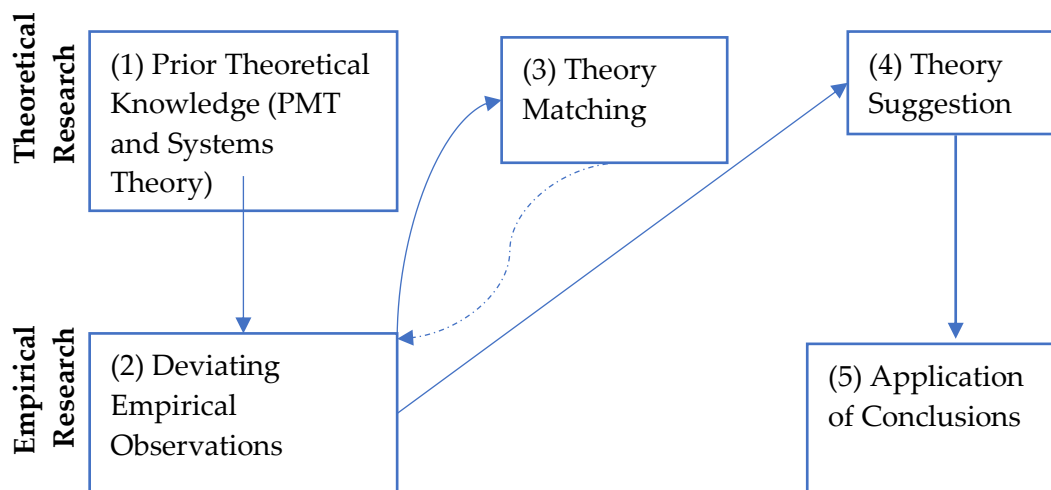 Theoretical
Research
(1) Prior Theoretical
Knowledge (PMT
and Systems
Theory)
(3) Theory
Matching
(4) Theory
Suggestion
Empirical
Research
(2) Deviating
Empirical
Observations
(5) Application
of Conclusions